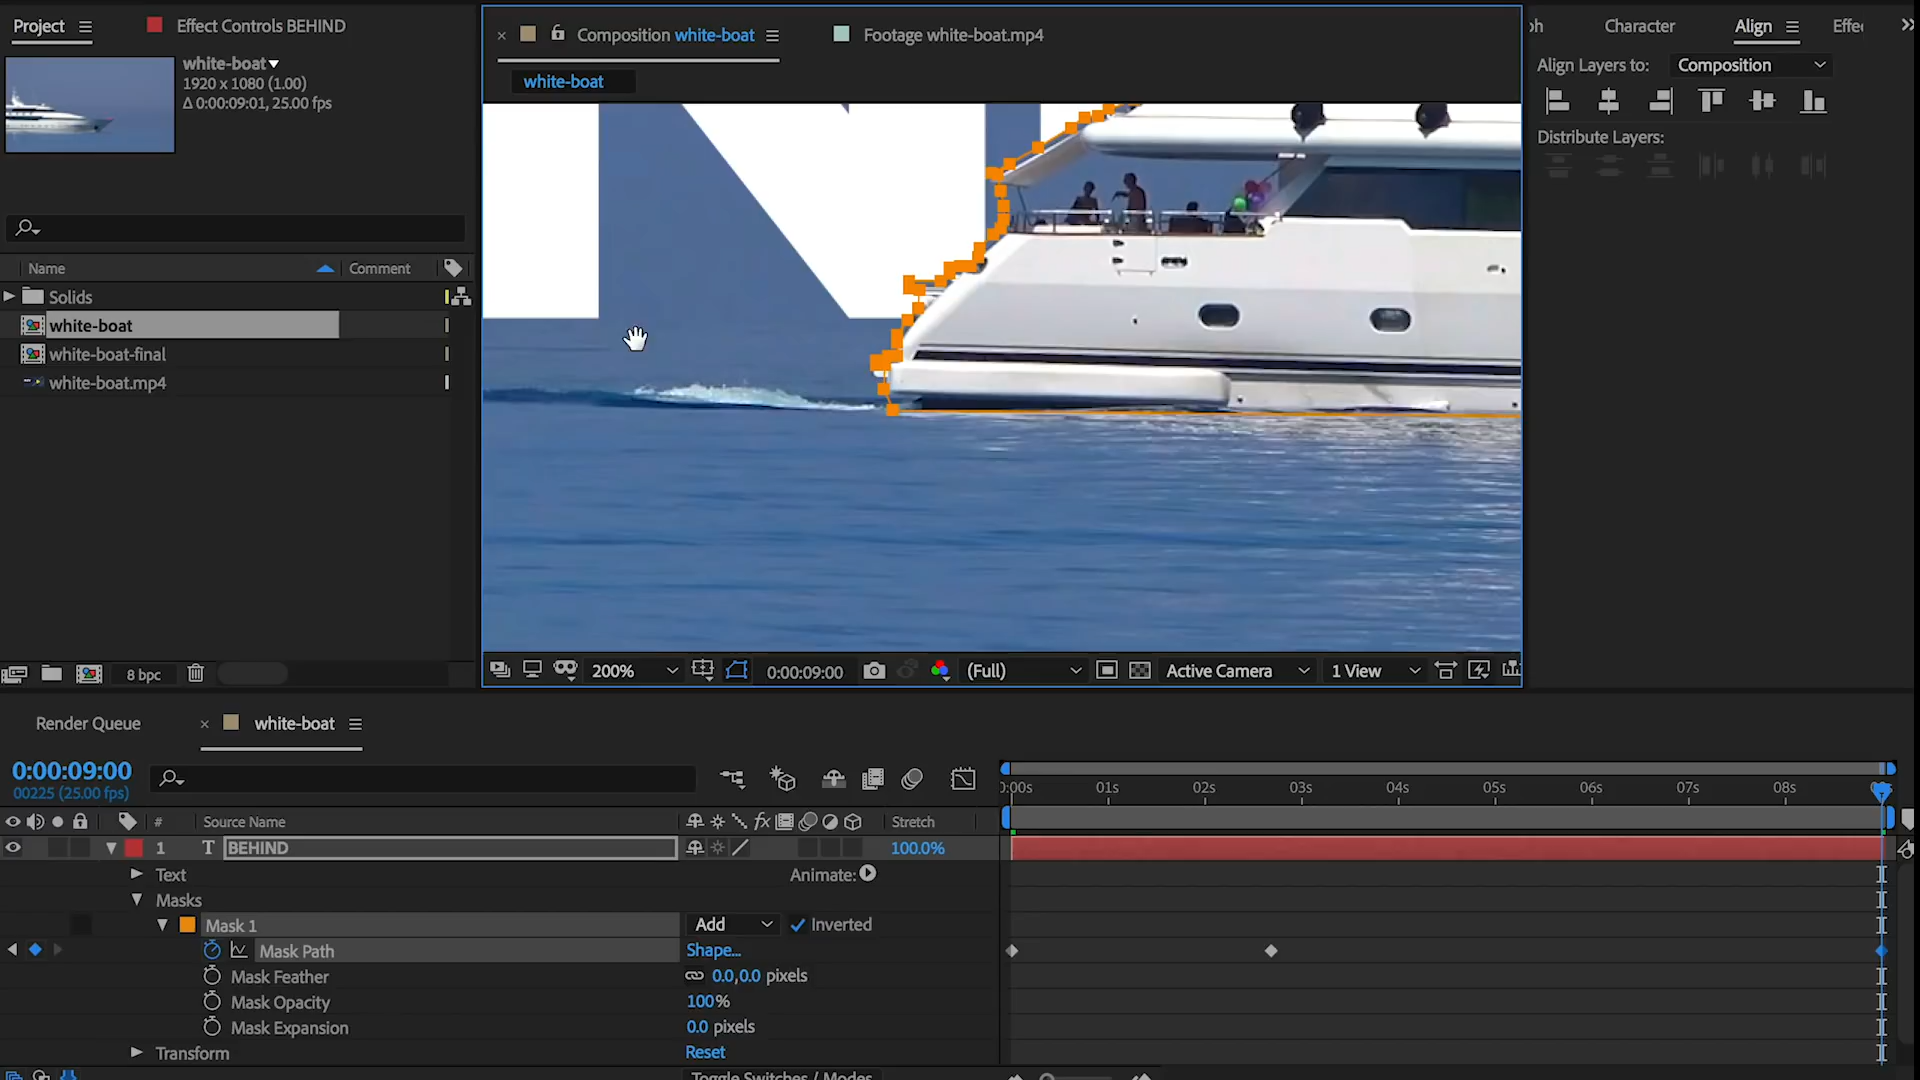 Project
Effect Controls BEHIND
white-boat
1920 x 1080 (1.00)
Δ 0:00:09:01, 25.00 fps
Name
Comment
Solids
white-boat
white-boat-final
white-boat.mp4
8 bpc
Composition white-boat
Footage white-boat.mp4
white-boat
200%
0:00:09:00
(Full)
Active Camera
1 View
Character
Align
Align Layers to:
Composition
Distribute Layers:
Render Queue
white-boat
0:00:09:00
00225 (25.00 fps)
01s
02s
03s
04s
05s
06s
07s
08s
#
Source Name
fx
Stretch
1
T
BEHIND
100.0%
Text
Animate:
Masks
Mask 1
Add
Inverted
Mask Path
Shape...
Mask Feather
0.0,0.0 pixels
Mask Opacity
100%
Mask Expansion
0.0 pixels
Transform
Reset
Toggle Switches / Modes